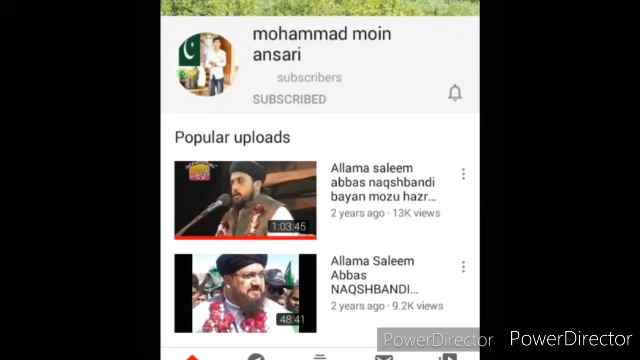 mohammad moin
ansari
subscribers
SUBSCRIBED
Popular uploads
Allama saleem
abbas naqshbandi
bayan mozu hazr...
2 years ago · 13K views
1:03:45
Allama Saleem
Abbas
NAQSHBANDI...
2 years ago · 9.2K views
48:41
PowerDirector PowerDirector